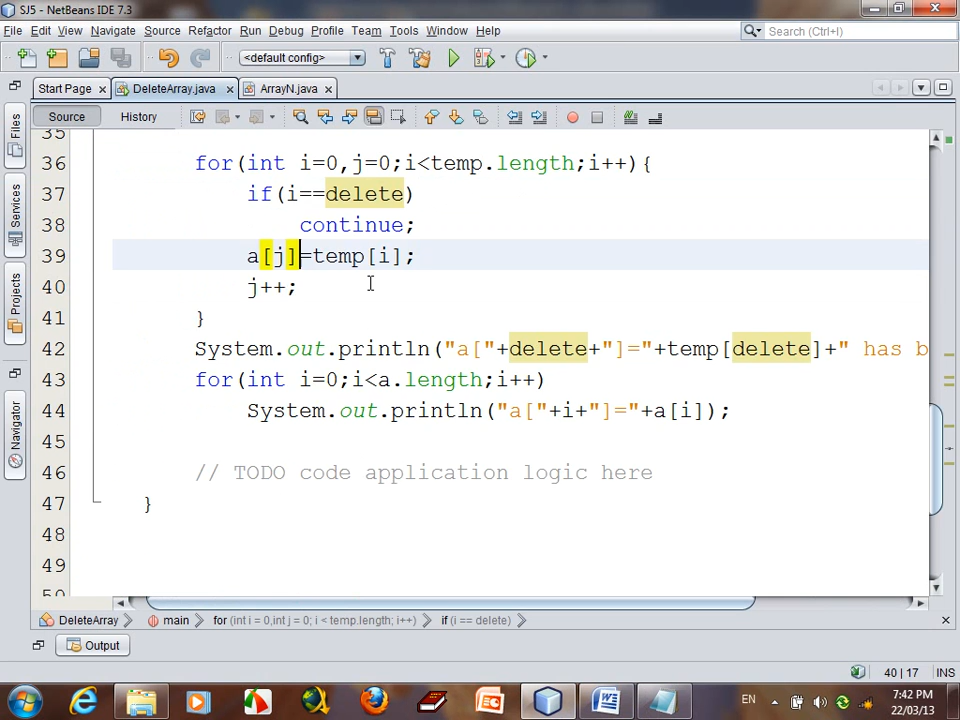 SJ5 - NetBeans IDE 7.3
File Edit View Navigate Source Refactor Run Debug Profile Team Tools Window Help
Search (Ctrl+I)
<default config>
Start Page DeleteArray.java ArrayN.java
Source History
Files
Services
Projects
Navigator
35
36 for(int i=0,j=0;i<temp.length;i++){
37 if(i==delete)
38 continue;
39 a[j]=temp[i];
40 j++;
41 }
42 System.out.println("a["+delete+"]="+temp[delete]+" has b
43 for(int i=0;i<a.length;i++)
44 System.out.println("a["+i+"]="+a[i]);
45
46 // TODO code application logic here
47 }
48
49
50
DeleteArray main for (int i = 0,int j = 0; i < temp.length; i++) if (i == delete)
Output
40 | 17 INS
EN 7:42 PM
22/03/13